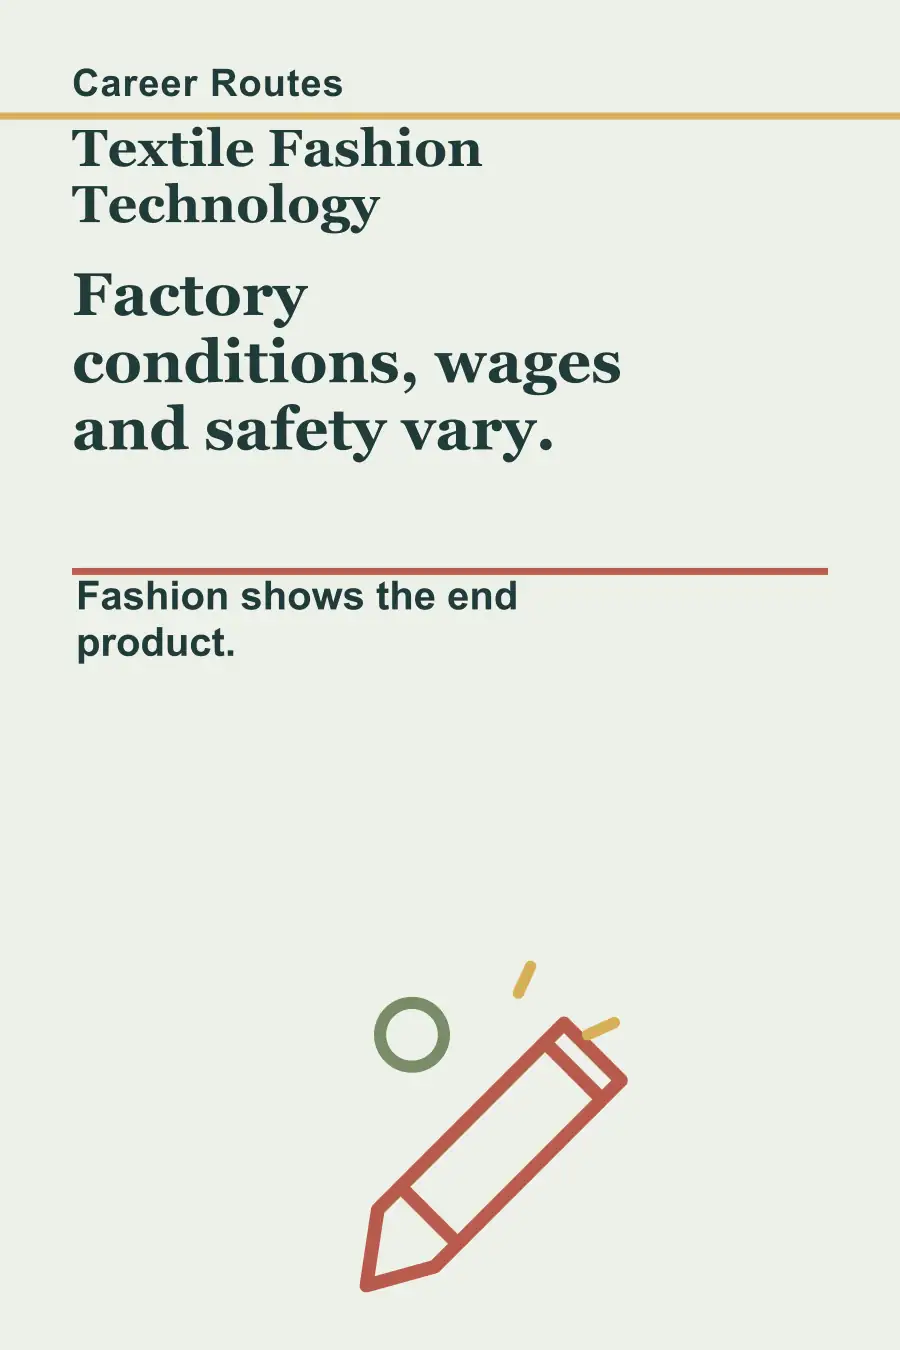 Career Routes
Textile Fashion
Technology
Factory
conditions, wages
and safety vary.
Fashion shows the end
product.